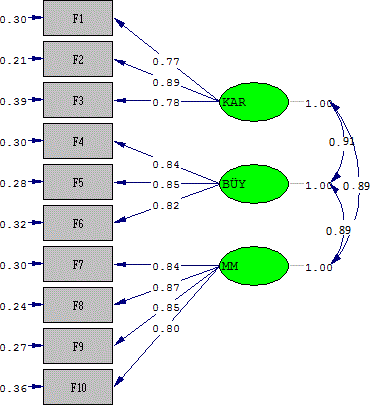 0.30 F1
0.77
0.21 F2
0.89
0.39 F3 0.78 KAR 1.00
0.30 F4 0.91
0.84
0.28 F5 0.85 BÜY 1.00 0.89
0.82
0.32 F6
0.89
0.30 F7 0.84 MM 1.00
0.87
0.24 F8
0.85
0.80
0.27 F9
0.36 F10